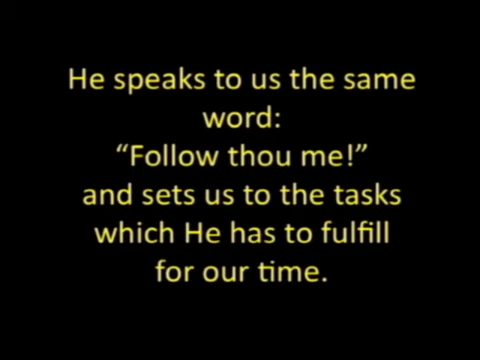 He speaks to us the same
word:
“Follow thou me!”
and sets us to the tasks
which He has to fulfill
for our time.